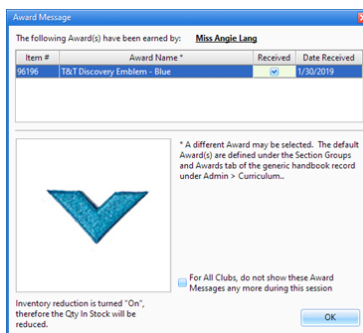 Award Message
The following Award(s) have been earned by: Miss Angie Lang
Item # Award Name * Received Date Received
96196 T&T Discovery Emblem - Blue 1/30/2019
* A different Award may be selected. The default
Award(s) are defined under the Section Groups
and Awards tab of the generic handbook record
under Admin > Curriculum..
For All Clubs, do not show these Award
Messages any more during this session
Inventory reduction is turned "On",
therefore the Qty In Stock will be
reduced.
OK